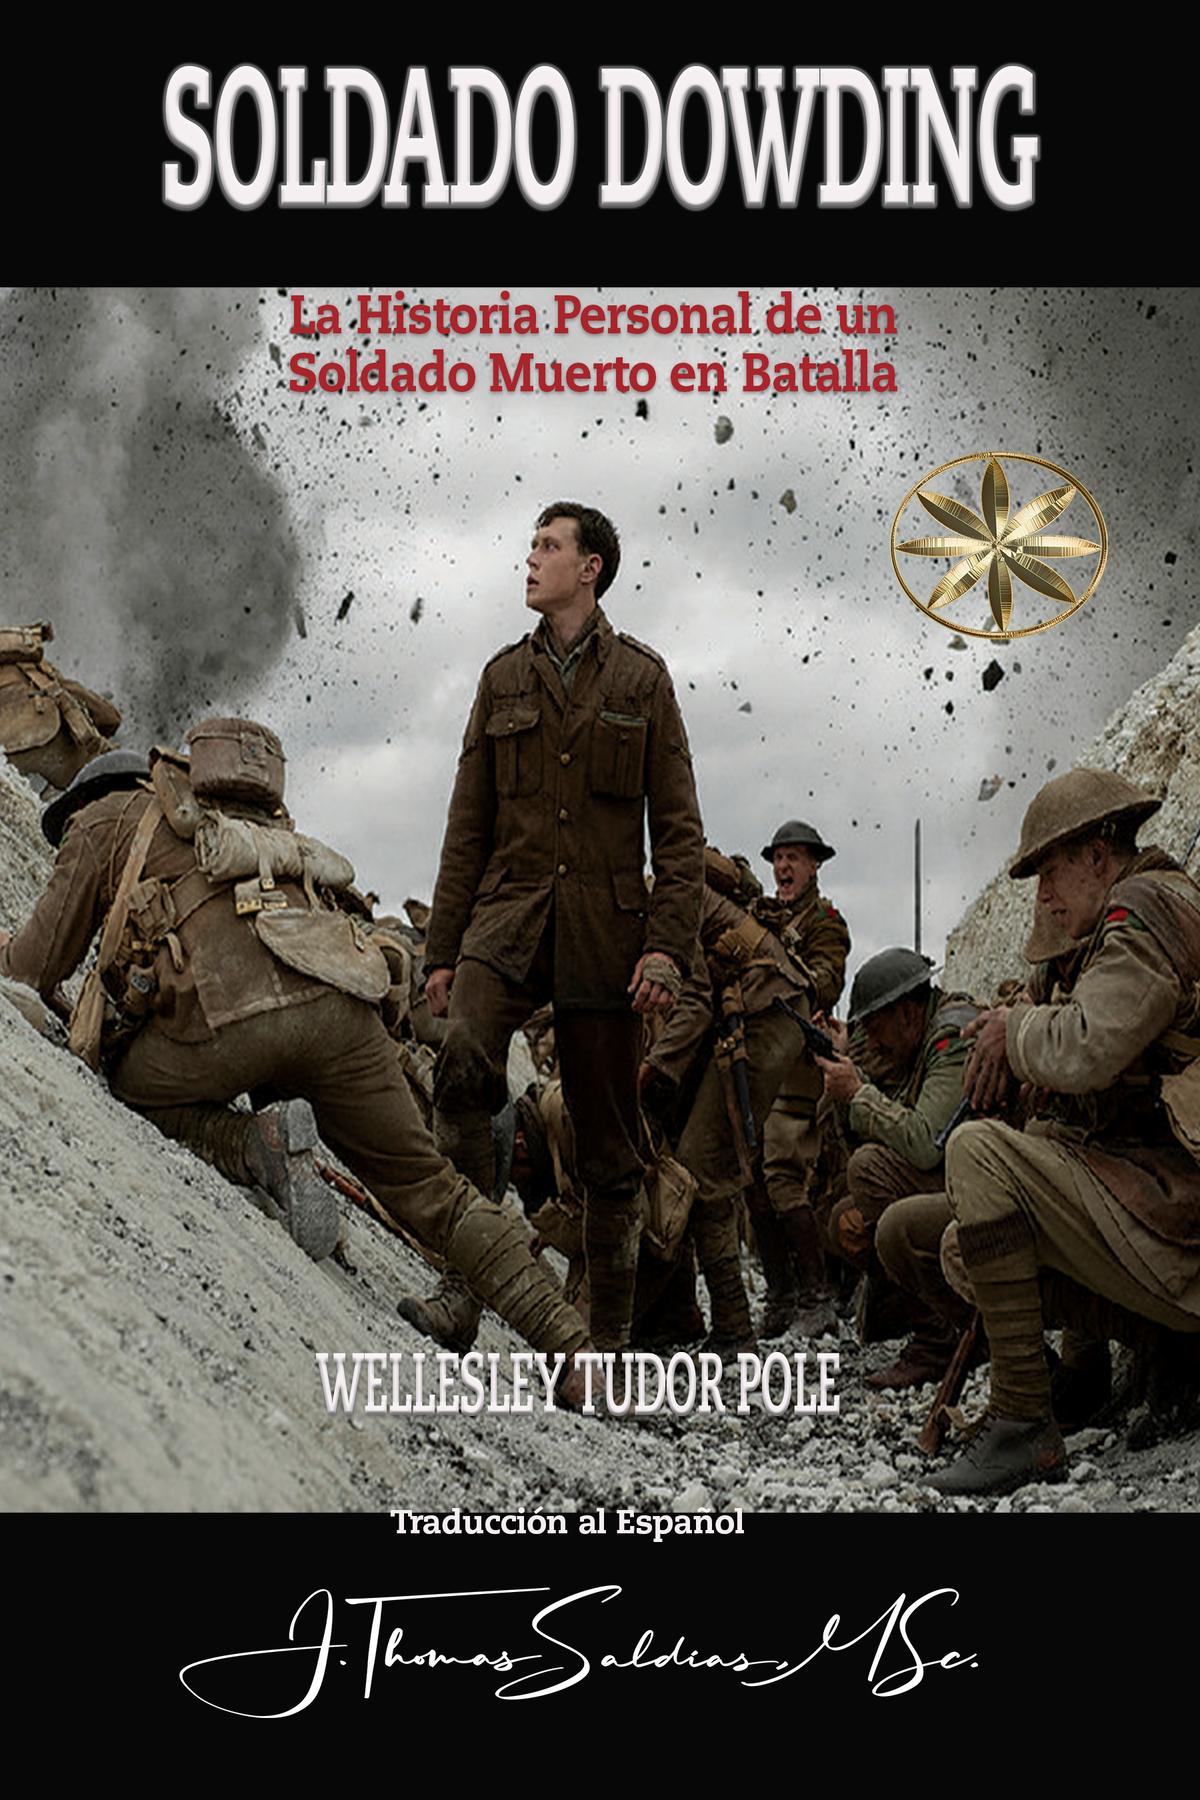 SOLDADO DOWDING
La Historia Personal de un
Soldado Muerto en Batalla
WELLESLEY TUDOR POLE
Traducción al Español
J. Thomas Saldias, MSc.